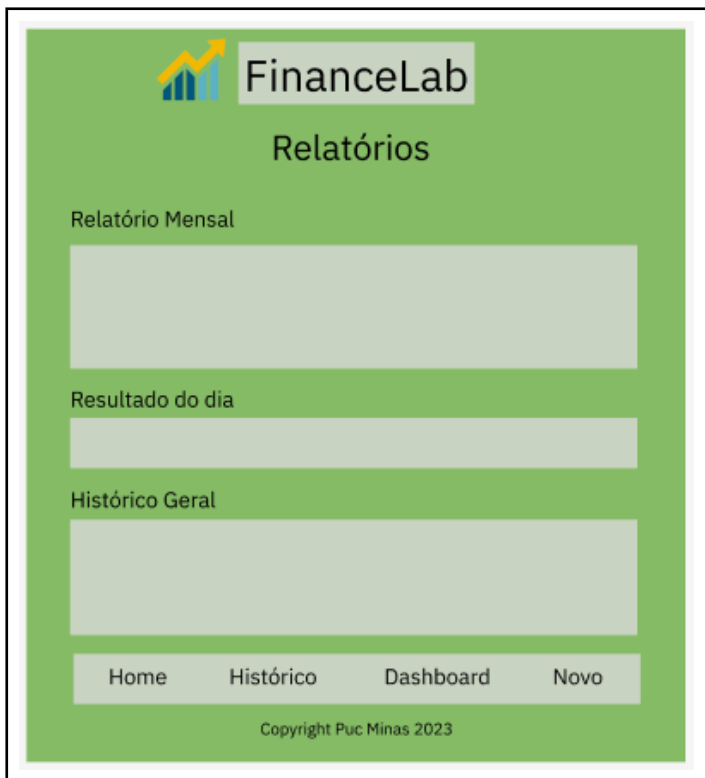 FinanceLab
Relatórios
Relatório Mensal
Resultado do dia
Histórico Geral
Home Histórico Dashboard Novo
Copyright Puc Minas 2023